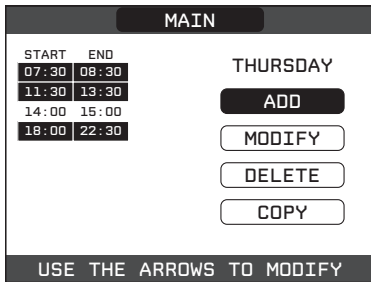 MAIN
START END
07:30 08:30
11:30 13:30
14:00 15:00
18:00 22:30
THURSDAY
ADD
MODIFY
DELETE
COPY
USE THE ARROWS TO MODIFY